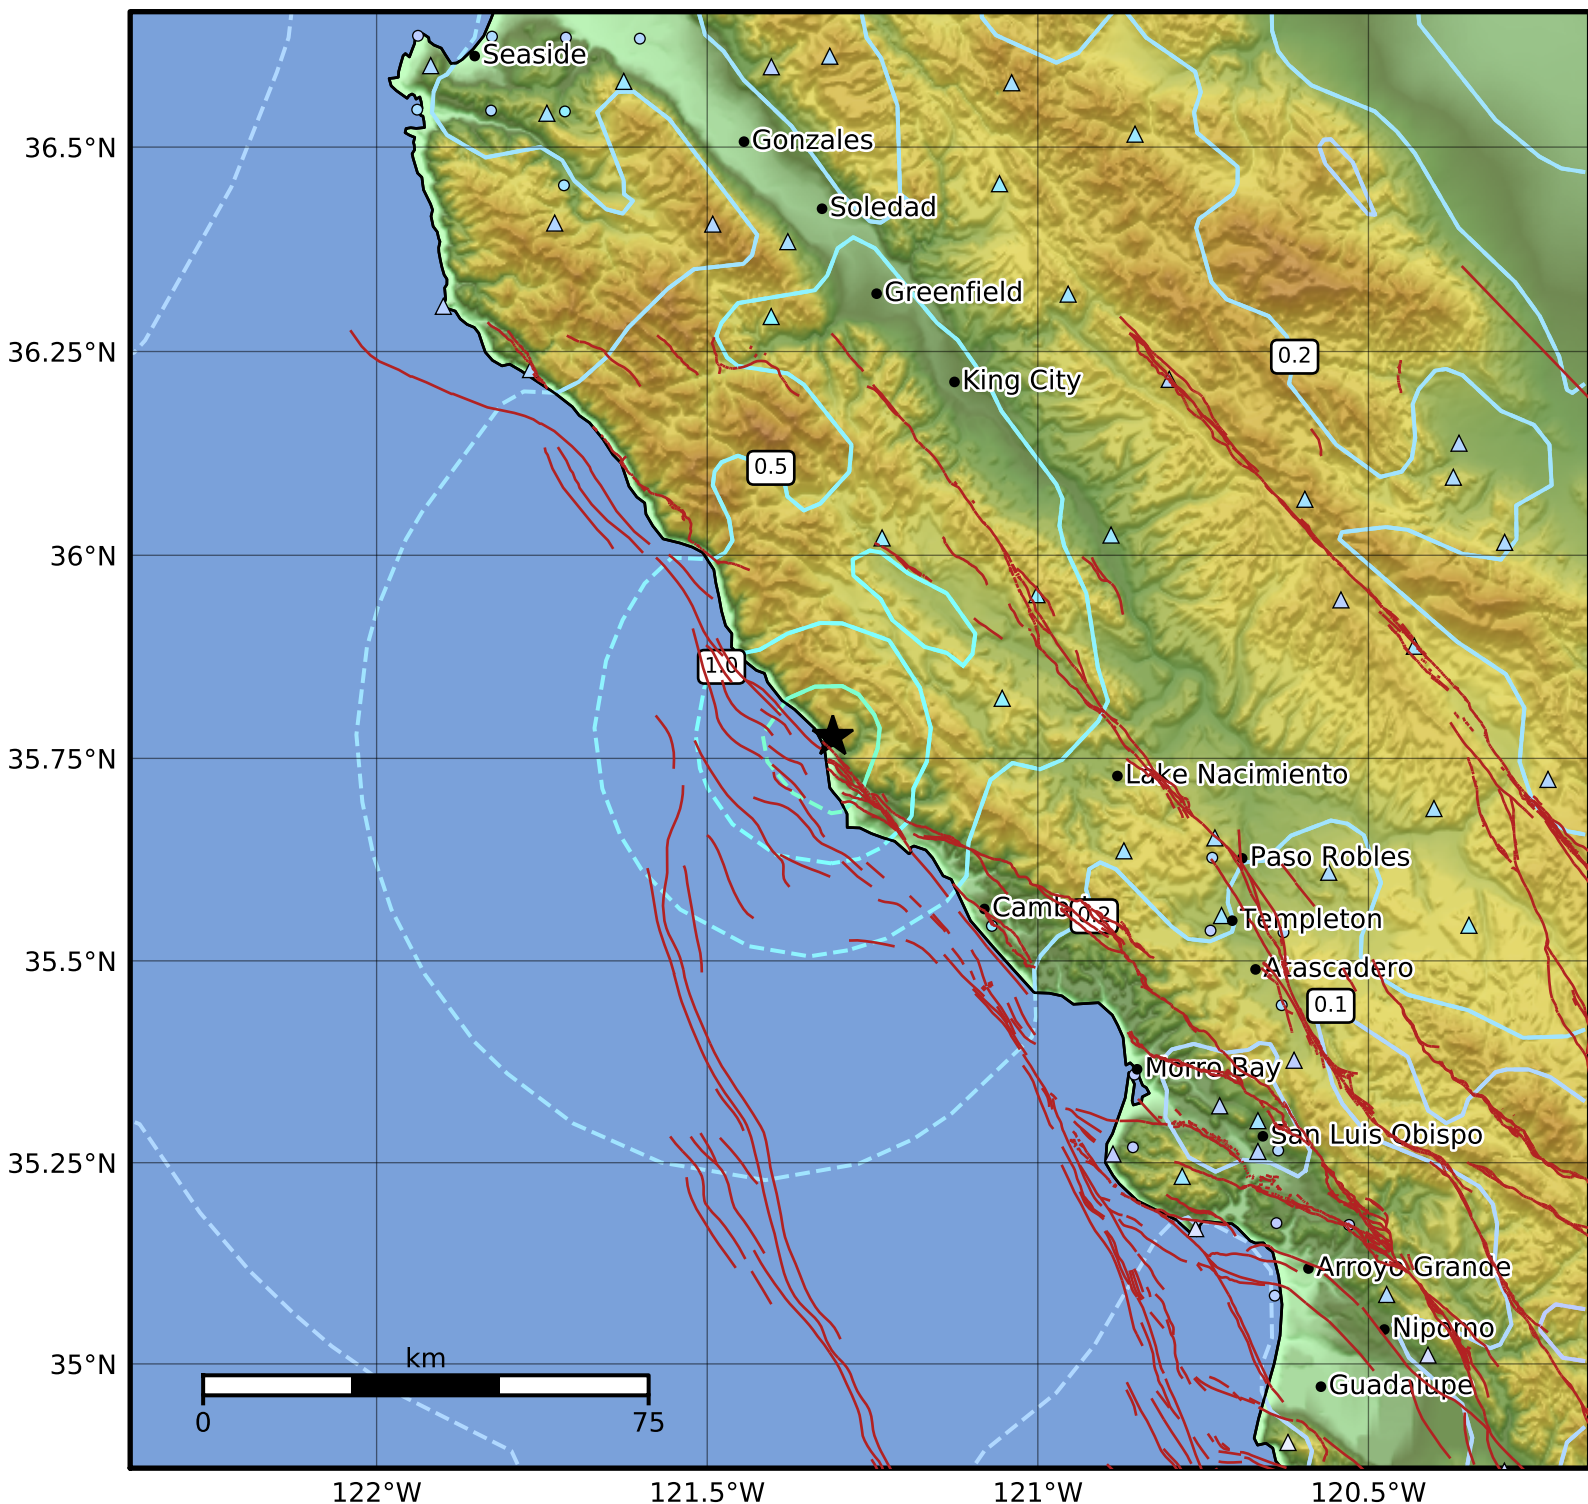 Seaside
36.5°N
Gonzales
Soledad
Greenfield
36.25°N
0.2
King City
0.5
36°N
1.0
35.75°N
Lake Nacimiento
Paso Robles
0.2
Templeton
35.5°N
Atascadero
0.1
Morro Bay
San Luis Obispo
35.25°N
Arroyo Grande
Nipomo
km
35°N
Guadalupe
0
75
122°W
121.5°W
121°W
120.5°W